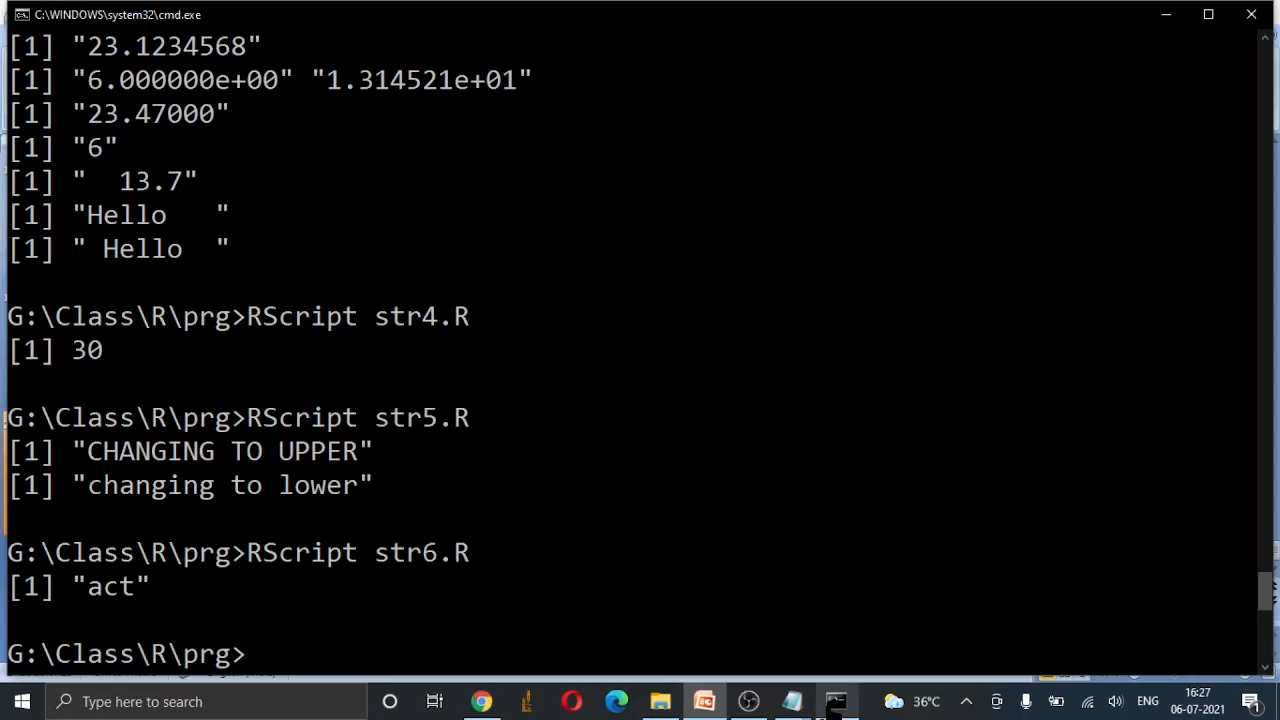 C:\WINDOWS\system32\cmd.exe
[1] "23.1234568"
[1] "6.000000e+00" "1.314521e+01"
[1] "23.47000"
[1] "6"
[1] "  13.7"
[1] "Hello   "
[1] " Hello  "
G:\Class\R\prg>RScript str4.R
[1] 30
G:\Class\R\prg>RScript str5.R
[1] "CHANGING TO UPPER"
[1] "changing to lower"
G:\Class\R\prg>RScript str6.R
[1] "act"
G:\Class\R\prg>
Type here to search
36°C
ENG
16:27
06-07-2021
1